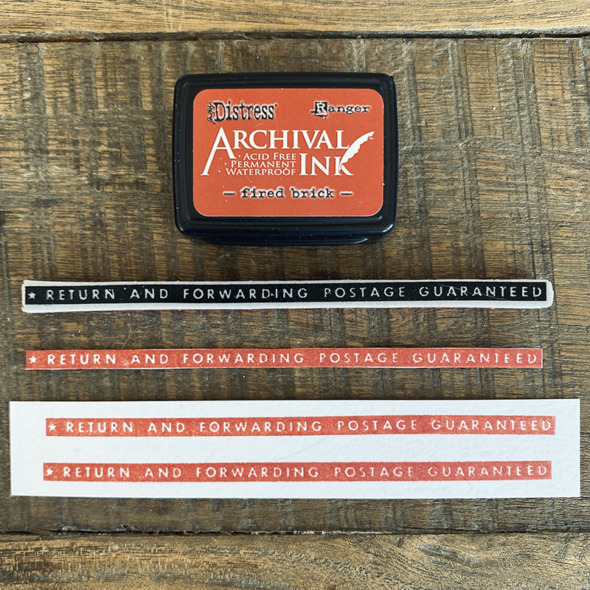 Distress Ranger
ARCHIVAL
ACID FREE
PERMANENT
WATERPROOF
INK
— fired brick —
★ RETURN AND FORWARDING POSTAGE GUARANTEED
★ RETURN AND FORWARDING POSTAGE GUARANTEED
★ RETURN AND FORWARDING POSTAGE GUARANTEED
★ RETURN AND FORWARDING POSTAGE GUARANTEED